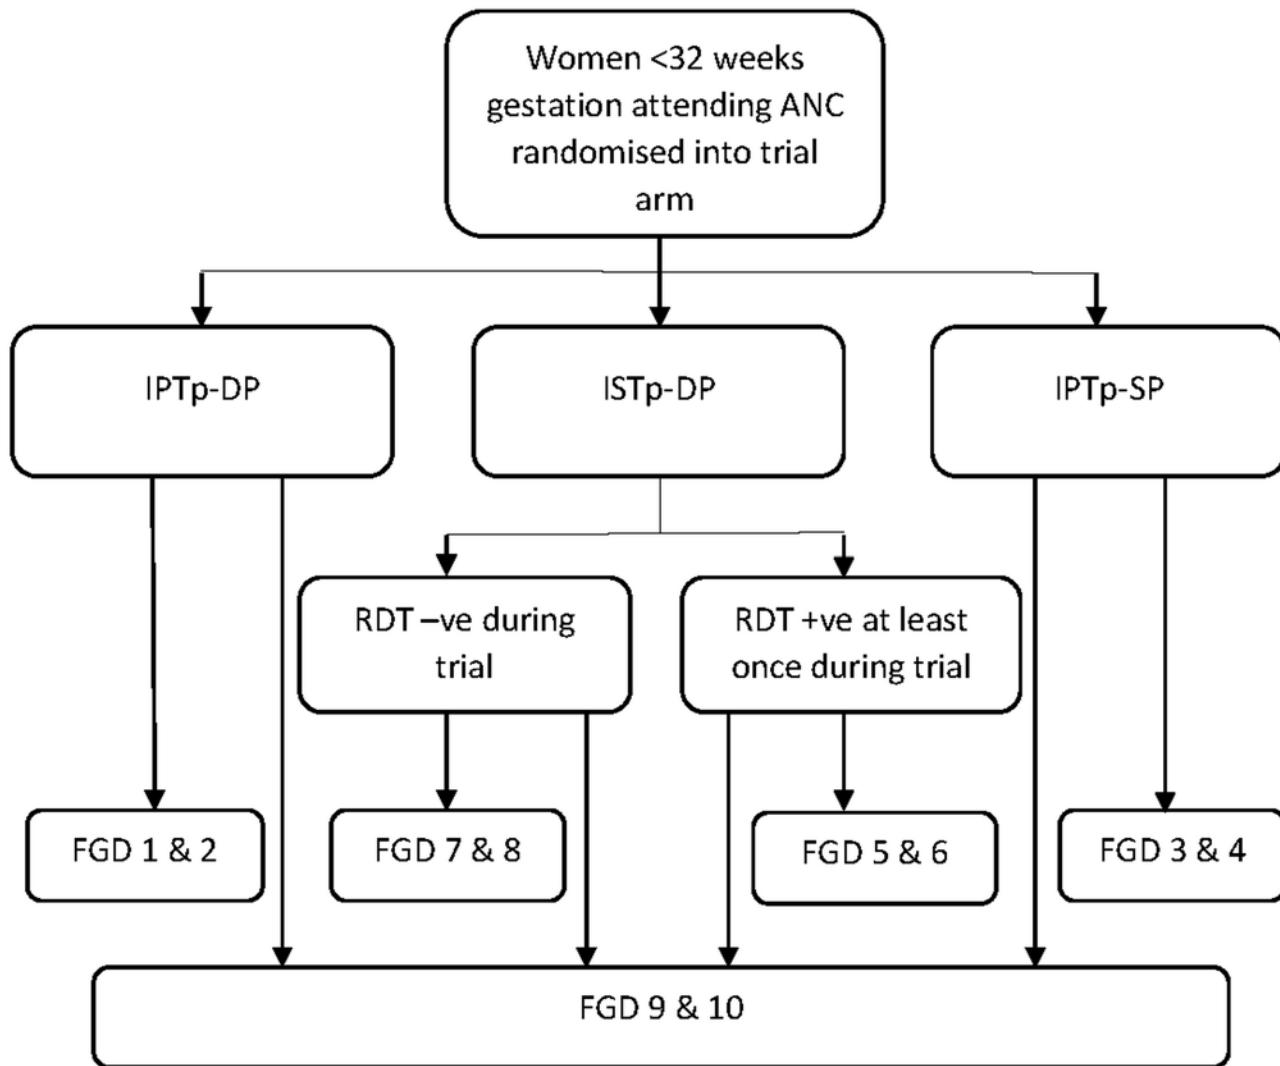 Women <32 weeks
gestation attending ANC
randomised into trial
arm
IPTp-DP
ISTp-DP
IPTp-SP
RDT –ve during
trial
RDT +ve at least
once during trial
FGD 1 & 2
FGD 7 & 8
FGD 5 & 6
FGD 3 & 4
FGD 9 & 10